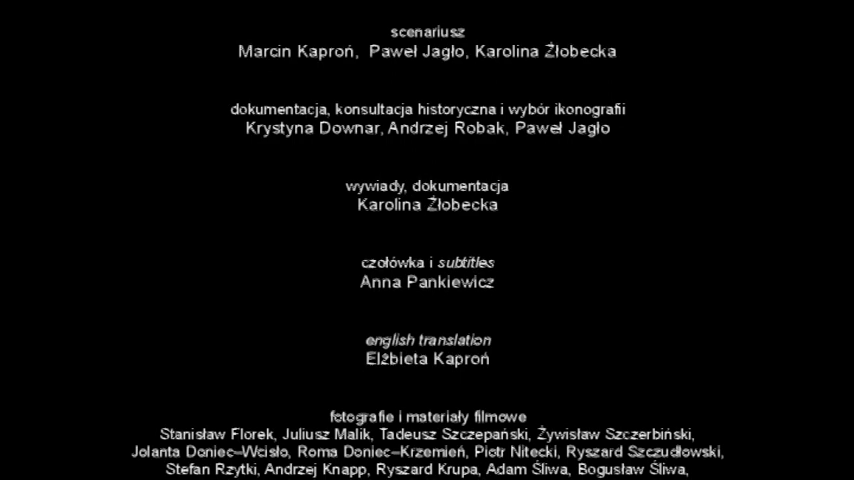 scenariusz
Marcin Kaproń, Paweł Jagło, Karolina Żłobecka
dokumentacja, konsultacja historyczna i wybór ikonografii
Krystyna Downar, Andrzej Robak, Paweł Jagło
wywiady, dokumentacja
Karolina Żłobecka
czołówka i subtitles
Anna Pankiewicz
english translation
Elżbieta Kaproń
fotografie i materiały filmowe
Stanisław Florek, Juliusz Malik, Tadeusz Szczepański, Żywisław Szczerbiński,
Jolanta Doniec–Wcisło, Roma Doniec–Krzemień, Piotr Nitecki, Ryszard Szczudłowski,
Stefan Rzytki, Andrzej Knapp, Ryszard Krupa, Adam Śliwa, Bogusław Śliwa,